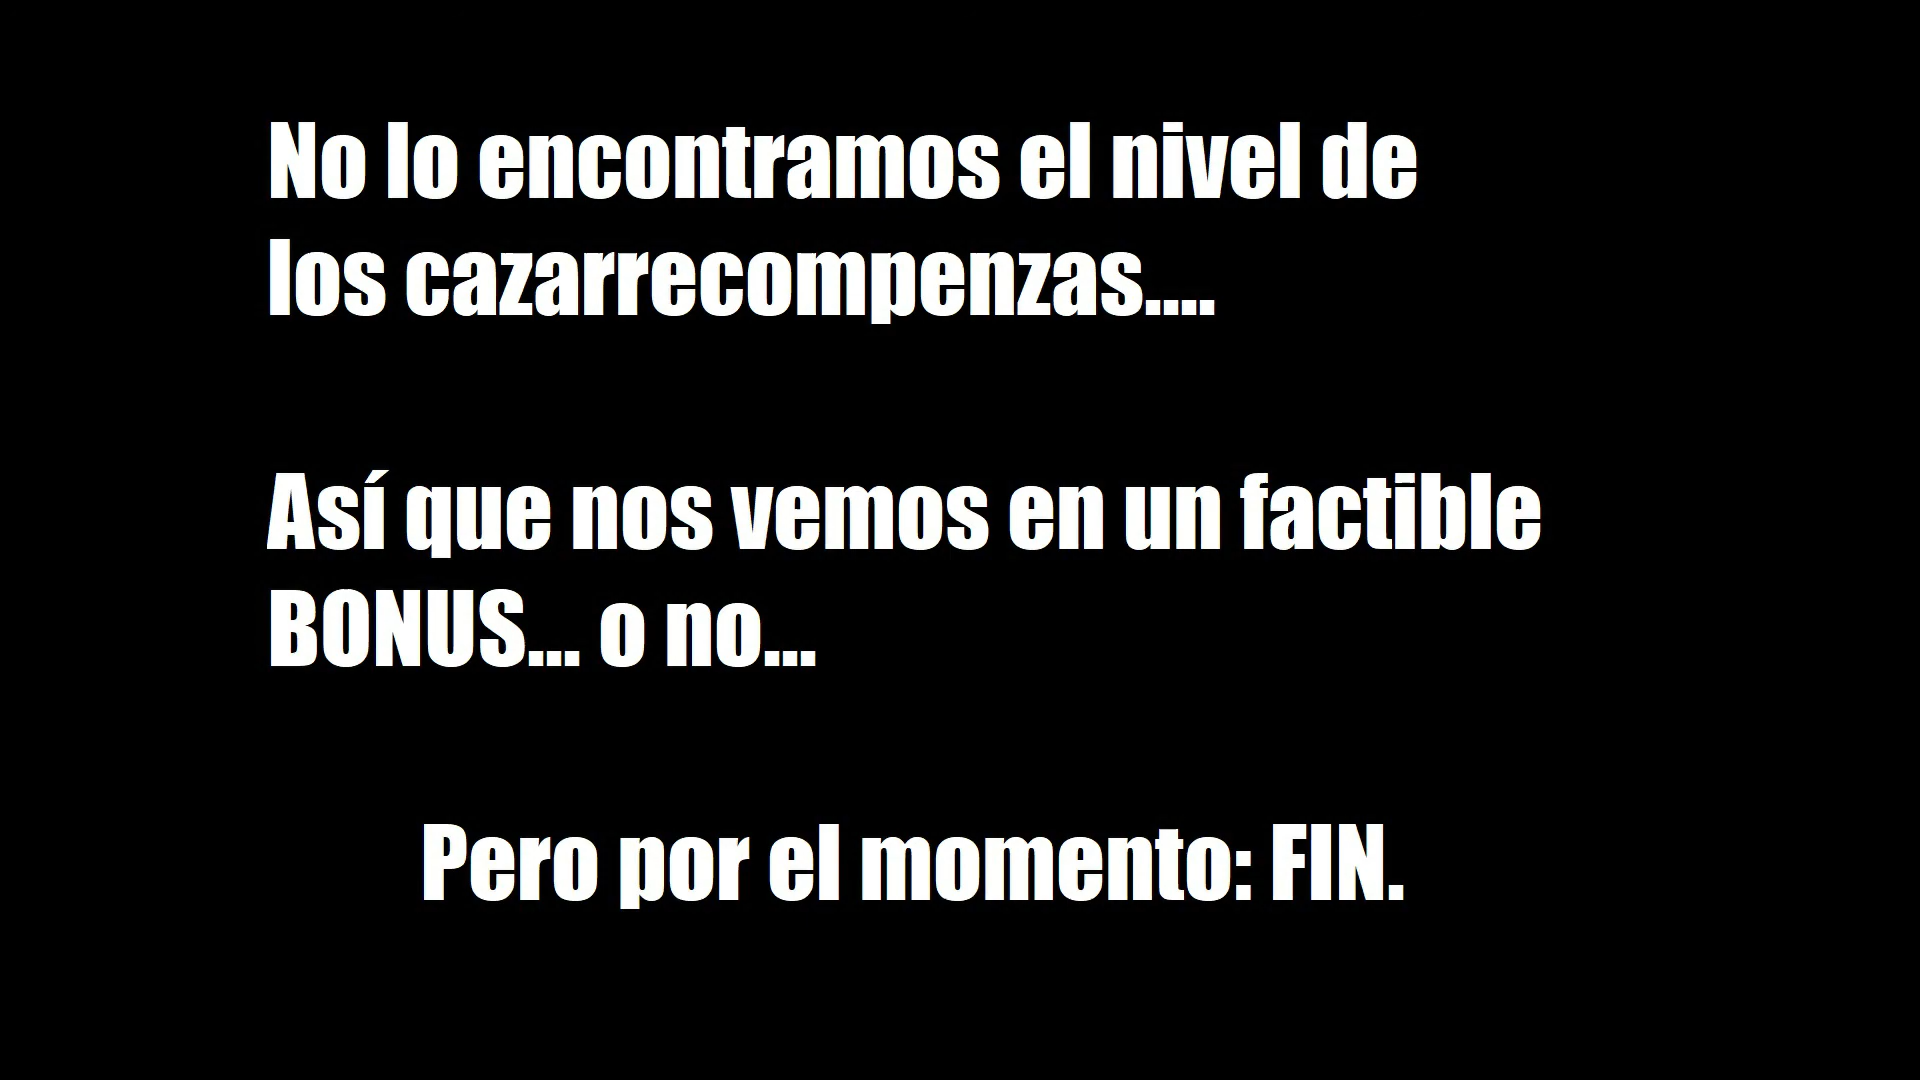 No lo encontramos el nivel de
los cazarrecompenzas....
Así que nos vemos en un factible
BONUS... o no...
Pero por el momento: FIN.